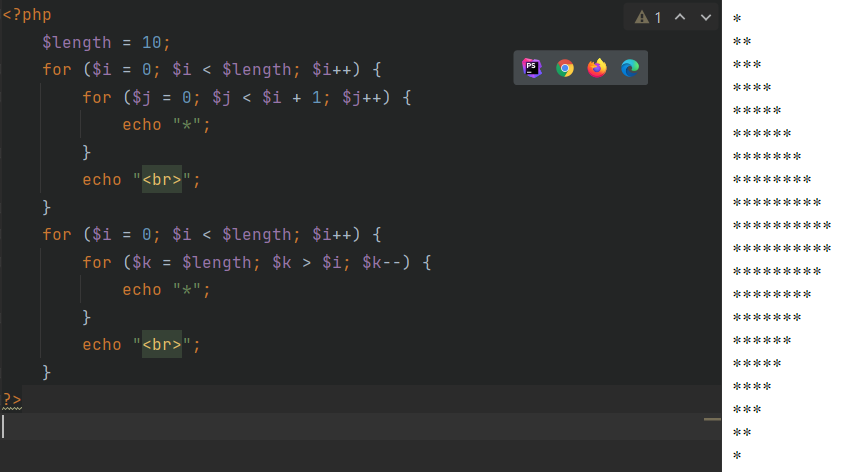 <?php
    $length = 10;
    for ($i = 0; $i < $length; $i++) {
        for ($j = 0; $j < $i + 1; $j++) {
            echo "*";
        }
        echo "<br>";
    }
    for ($i = 0; $i < $length; $i++) {
        for ($k = $length; $k > $i; $k--) {
            echo "*";
        }
        echo "<br>";
    }
?>
1
PS
*
**
***
****
*****
******
*******
********
*********
**********
**********
*********
********
*******
******
*****
****
***
**
*